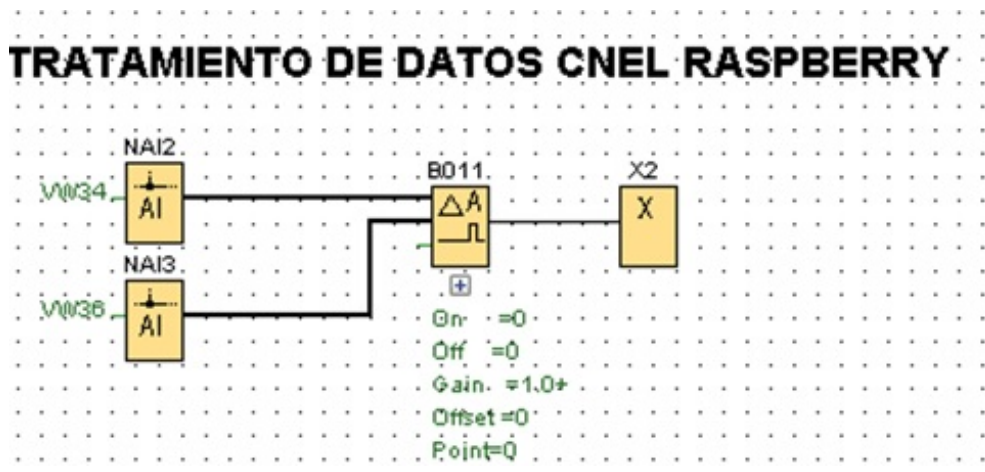 TRATAMIENTO DE DATOS CNEL RASPBERRY
NAI2
VW34
AI
B011
A
X2
X
NAI3
VW36
AI
On =0
Off =0
Gain =1.0+
Offset =0
Point=0